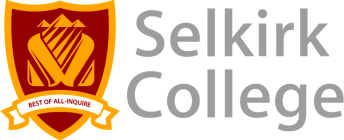 Selkirk
College
BEST OF ALL-INQUIRE